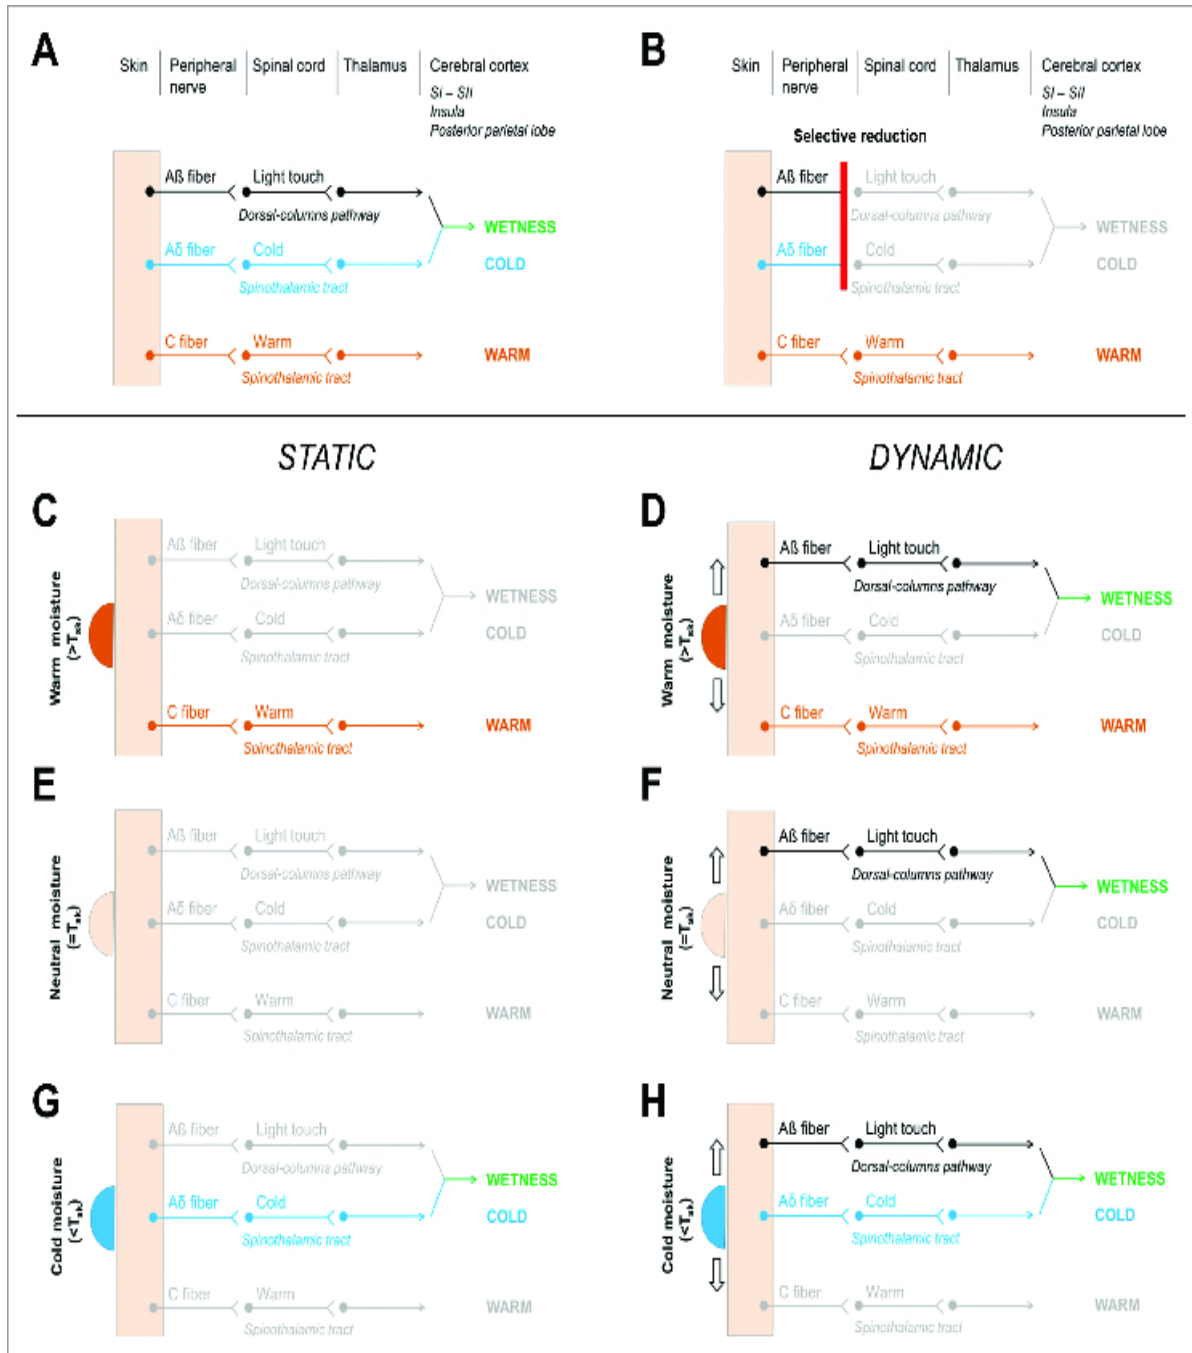 A
Skin
Peripheral
nerve
Spinal cord
Thalamus
Cerebral cortex
SI – SII
Insula
Posterior parietal lobe
Aß fiber
Light touch
Dorsal-columns pathway
WETNESS
Aδ fiber
Cold
COLD
Spinothalamic tract
C fiber
Warm
WARM
Spinothalamic tract
B
Skin
Peripheral
nerve
Spinal cord
Thalamus
Cerebral cortex
SI – SII
Insula
Posterior parietal lobe
Selective reduction
Aß fiber
Light touch
Dorsal-columns pathway
WETNESS
Aδ fiber
Cold
COLD
Spinothalamic tract
C fiber
Warm
WARM
Spinothalamic tract
STATIC
DYNAMIC
C
Warm moisture
(>Tsk)
Aß fiber
Light touch
Dorsal-columns pathway
WETNESS
Aδ fiber
Cold
COLD
Spinothalamic tract
C fiber
Warm
WARM
Spinothalamic tract
D
Warm moisture
(>Tsk)
Aß fiber
Light touch
Dorsal-columns pathway
WETNESS
Aδ fiber
Cold
COLD
Spinothalamic tract
C fiber
Warm
WARM
Spinothalamic tract
E
Neutral moisture
(=Tsk)
Aß fiber
Light touch
Dorsal-columns pathway
WETNESS
Aδ fiber
Cold
COLD
Spinothalamic tract
C fiber
Warm
WARM
Spinothalamic tract
F
Neutral moisture
(=Tsk)
Aß fiber
Light touch
Dorsal-columns pathway
WETNESS
Aδ fiber
Cold
COLD
Spinothalamic tract
C fiber
Warm
WARM
Spinothalamic tract
G
Cold moisture
(<Tsk)
Aß fiber
Light touch
Dorsal-columns pathway
WETNESS
Aδ fiber
Cold
COLD
Spinothalamic tract
C fiber
Warm
WARM
Spinothalamic tract
H
Cold moisture
(<Tsk)
Aß fiber
Light touch
Dorsal-columns pathway
WETNESS
Aδ fiber
Cold
COLD
Spinothalamic tract
C fiber
Warm
WARM
Spinothalamic tract